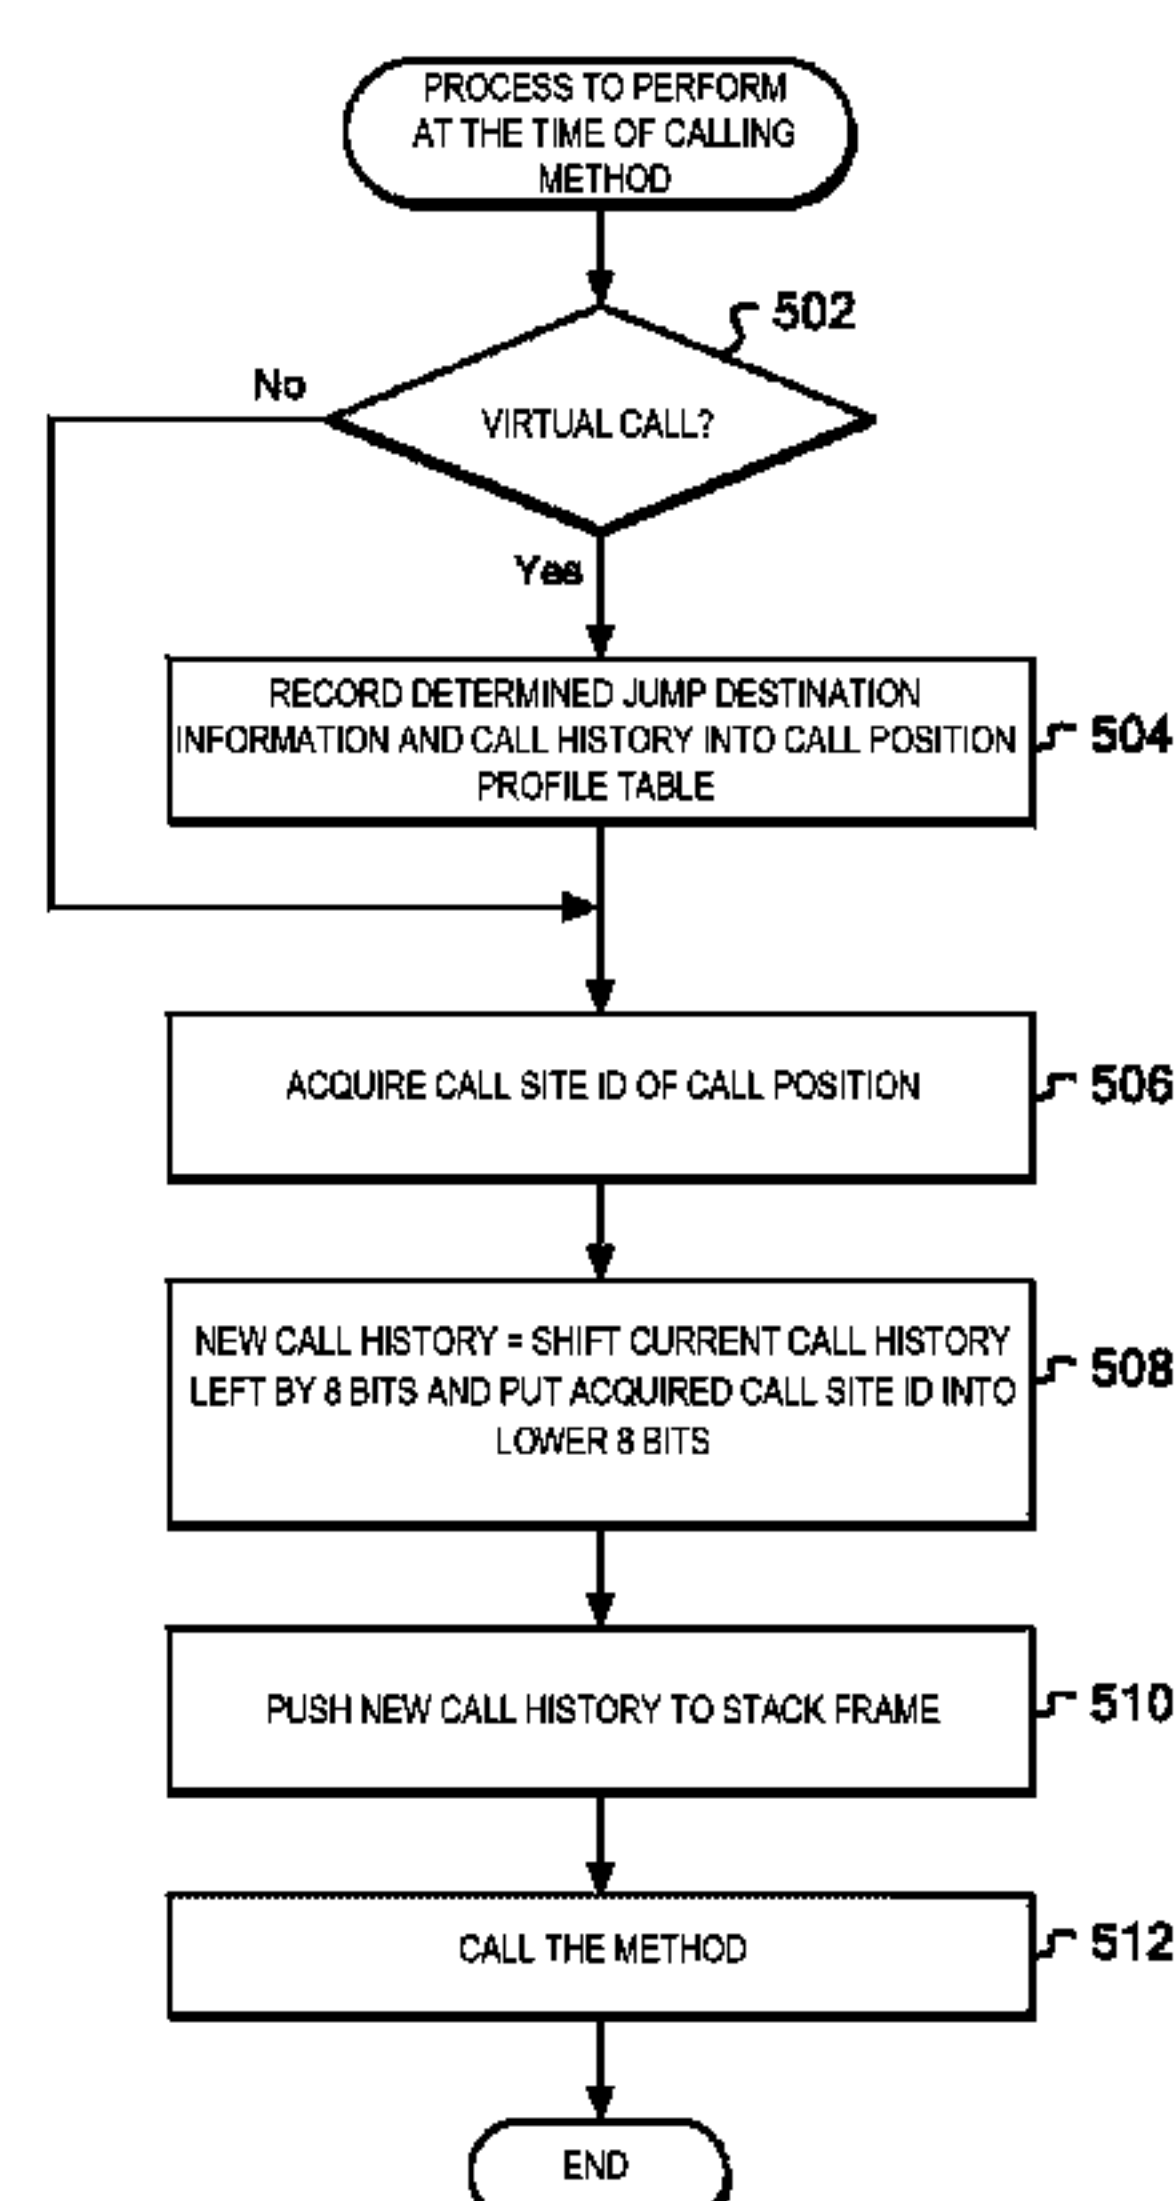 PROCESS TO PERFORM
AT THE TIME OF CALLING
METHOD
502
No
VIRTUAL CALL?
Yes
RECORD DETERMINED JUMP DESTINATION
INFORMATION AND CALL HISTORY INTO CALL POSITION
PROFILE TABLE
504
ACQUIRE CALL SITE ID OF CALL POSITION
506
NEW CALL HISTORY = SHIFT CURRENT CALL HISTORY
LEFT BY 8 BITS AND PUT ACQUIRED CALL SITE ID INTO
LOWER 8 BITS
508
PUSH NEW CALL HISTORY TO STACK FRAME
510
CALL THE METHOD
512
END